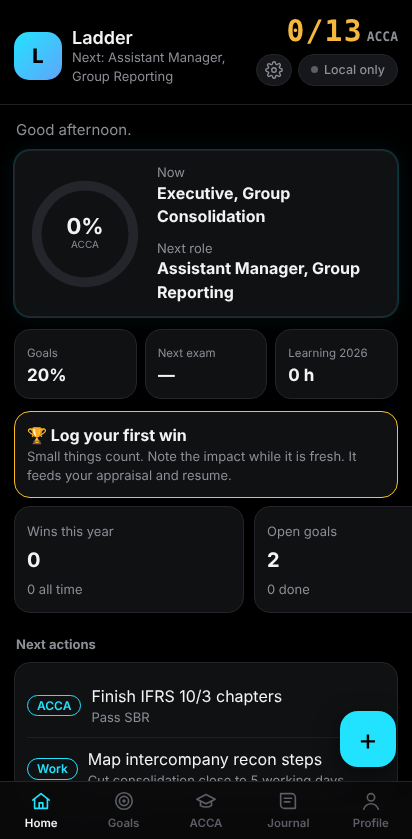 L
Ladder
Next: Assistant Manager,
Group Reporting
0/13 ACCA
Local only
Good afternoon.
0%
ACCA
Now
Executive, Group
Consolidation
Next role
Assistant Manager, Group
Reporting
Goals
20%
Next exam
—
Learning 2026
0 h
🏆 Log your first win
Small things count. Note the impact while it is fresh. It
feeds your appraisal and resume.
Wins this year
0
0 all time
Open goals
2
0 done
Next actions
ACCA
Finish IFRS 10/3 chapters
Pass SBR
Work
Map intercompany recon steps
Cut consolidation close to 5 working days
+
Home
Goals
ACCA
Journal
Profile